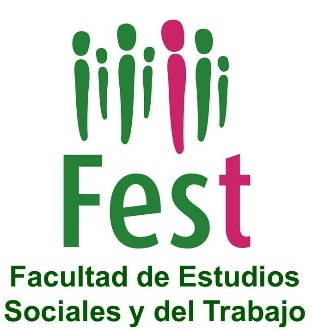 Fest
Facultad de Estudios
Sociales y del Trabajo